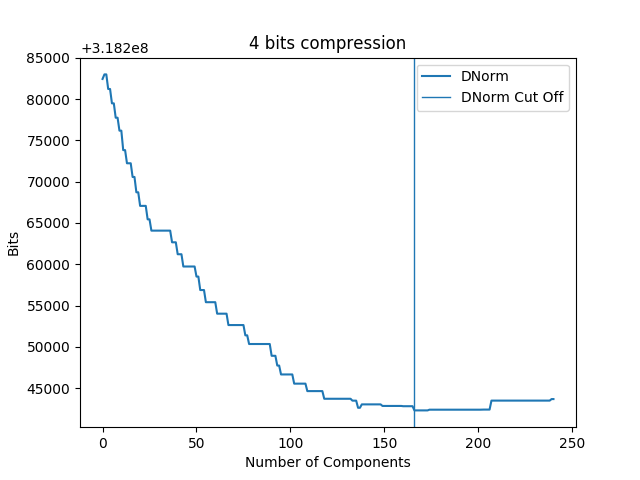 4 bits compression
+3.182e8
85000
80000
75000
70000
65000
60000
55000
50000
45000
Bits
DNorm
DNorm Cut Off
0 50 100 150 200 250
Number of Components